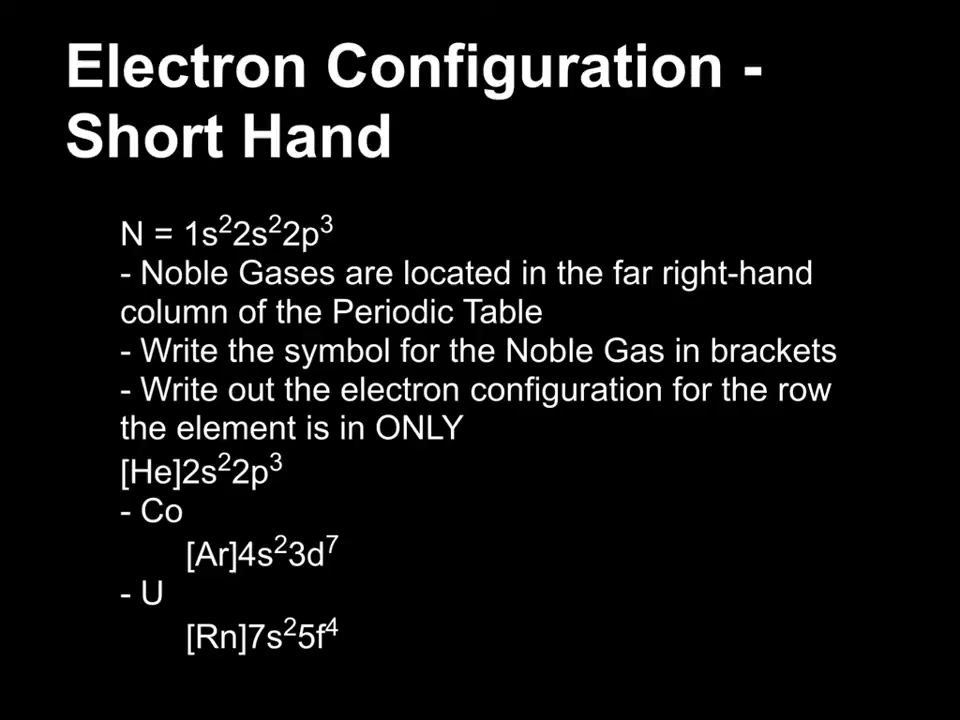 Electron Configuration -
Short Hand
N = 1s²2s²2p³
- Noble Gases are located in the far right-hand
column of the Periodic Table
- Write the symbol for the Noble Gas in brackets
- Write out the electron configuration for the row
the element is in ONLY
[He]2s²2p³
- Co
[Ar]4s²3d⁷
- U
[Rn]7s²5f⁴